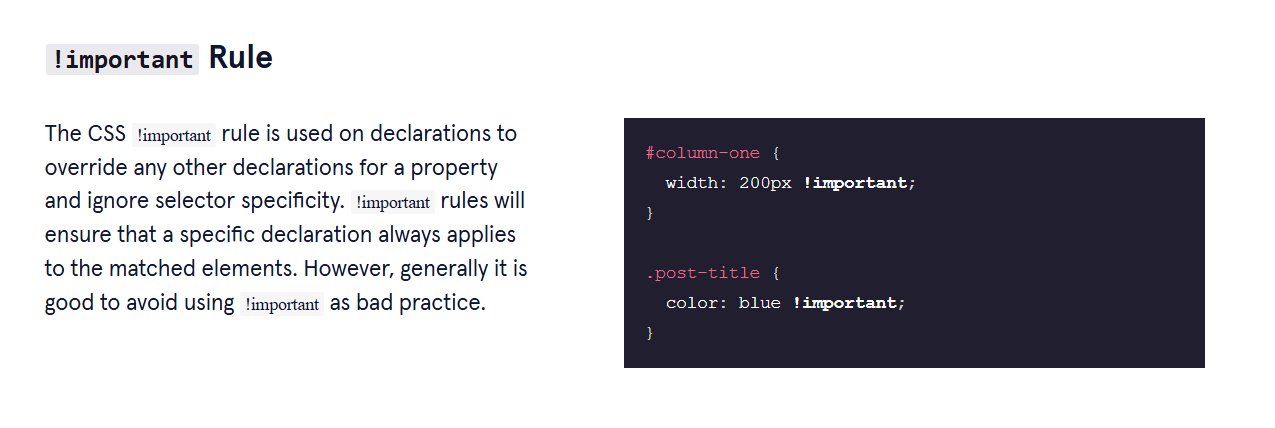 !important Rule
The CSS !important rule is used on declarations to
override any other declarations for a property
and ignore selector specificity. !important rules will
ensure that a specific declaration always applies
to the matched elements. However, generally it is
good to avoid using !important as bad practice.
#column-one {
  width: 200px !important;
}
.post-title {
  color: blue !important;
}